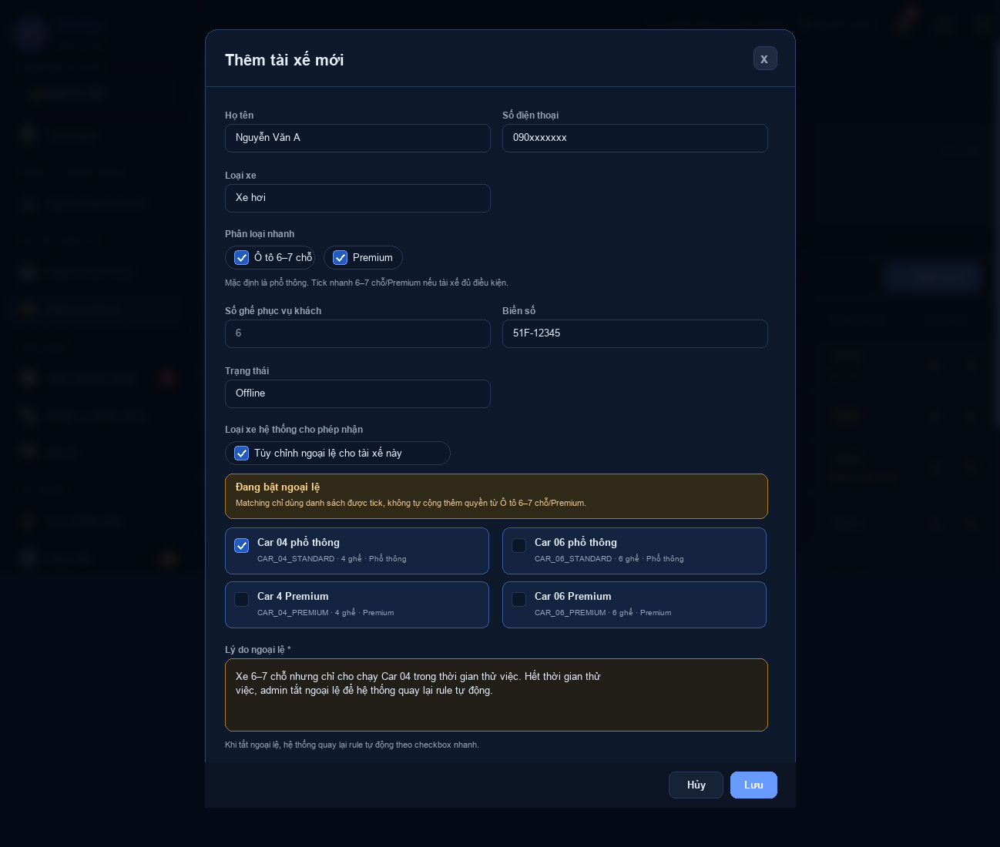 Thêm tài xế mới
x
Họ tên
Số điện thoại
Nguyễn Văn A
090xxxxxxx
Loại xe
Xe hơi
Phân loại nhanh
Ô tô 6–7 chỗ
Premium
Mặc định là phổ thông. Tick nhanh 6–7 chỗ/Premium nếu tài xế đủ điều kiện.
Số ghế phục vụ khách
Biển số
6
51F-12345
Trạng thái
Offline
Loại xe hệ thống cho phép nhận
Tùy chỉnh ngoại lệ cho tài xế này
Đang bật ngoại lệ
Matching chỉ dùng danh sách được tick, không tự cộng thêm quyền từ Ô tô 6–7 chỗ/Premium.
Car 04 phổ thông
CAR_04_STANDARD · 4 ghế · Phổ thông
Car 06 phổ thông
CAR_06_STANDARD · 6 ghế · Phổ thông
Car 4 Premium
CAR_04_PREMIUM · 4 ghế · Premium
Car 06 Premium
CAR_06_PREMIUM · 6 ghế · Premium
Lý do ngoại lệ *
Xe 6–7 chỗ nhưng chỉ cho chạy Car 04 trong thời gian thử việc. Hết thời gian thử
việc, admin tắt ngoại lệ để hệ thống quay lại rule tự động.
Khi tắt ngoại lệ, hệ thống quay lại rule tự động theo checkbox nhanh.
Hủy
Lưu